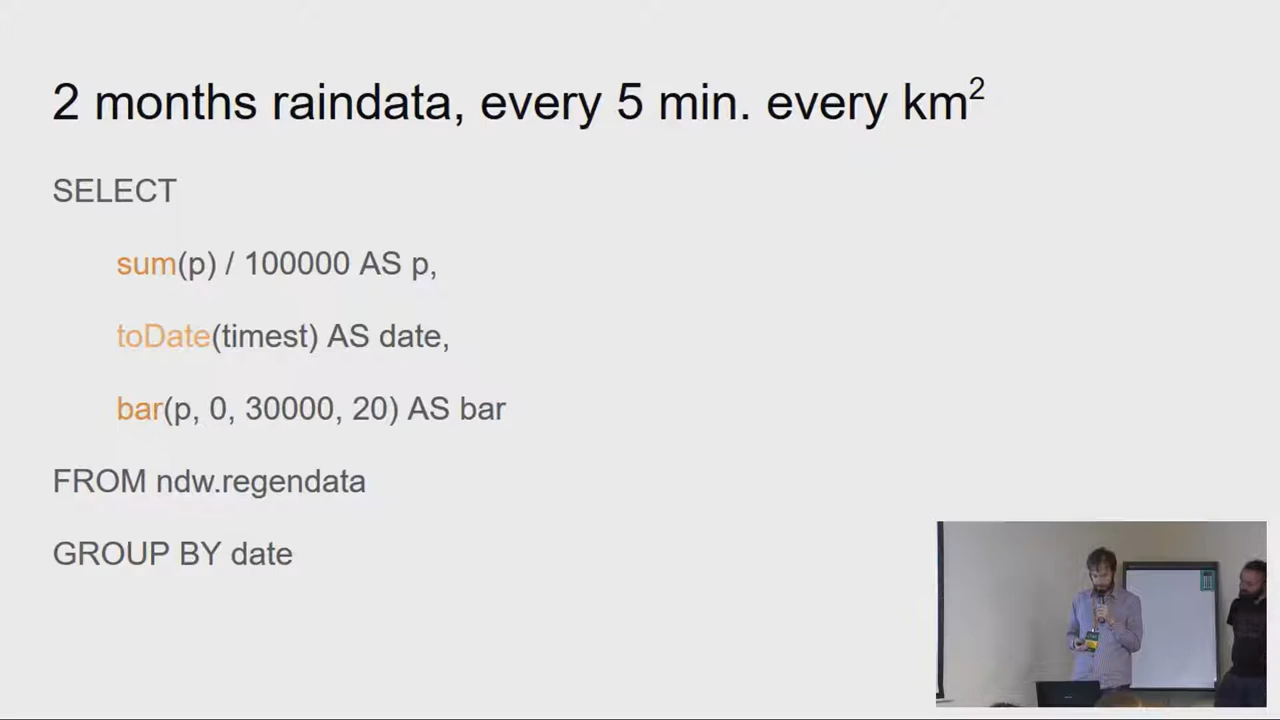 2 months raindata, every 5 min. every km²
SELECT
sum(p) / 100000 AS p,
toDate(timest) AS date,
bar(p, 0, 30000, 20) AS bar
FROM ndw.regendata
GROUP BY date